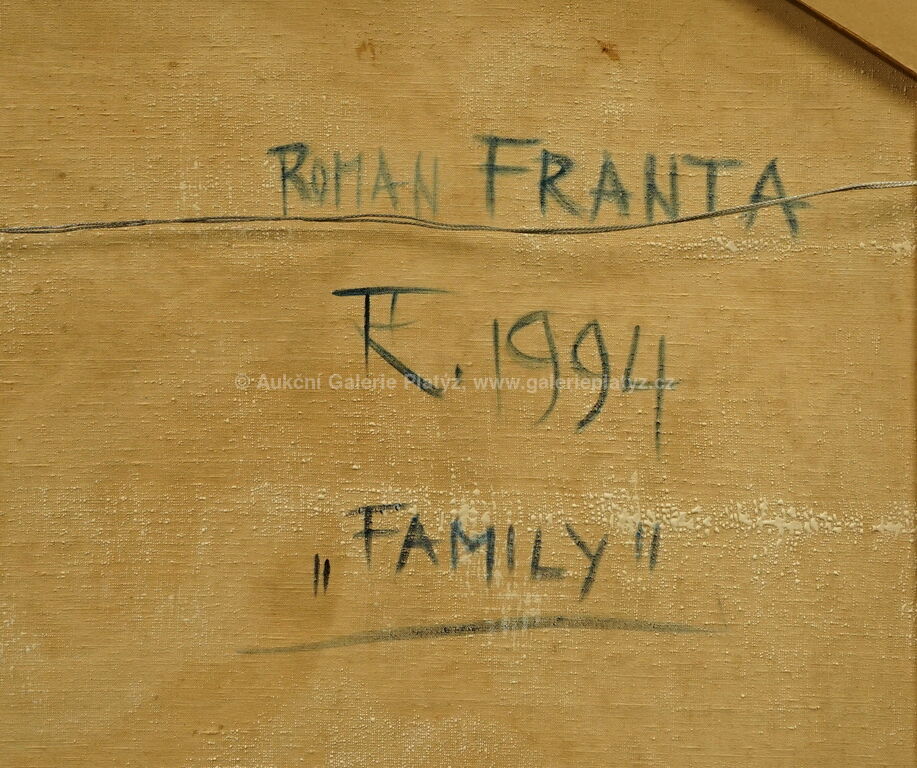 ROMAN FRANTA
. 1994
© Aukční Galerie Platýz, www.galerieplatyz.cz
„FAMILY"